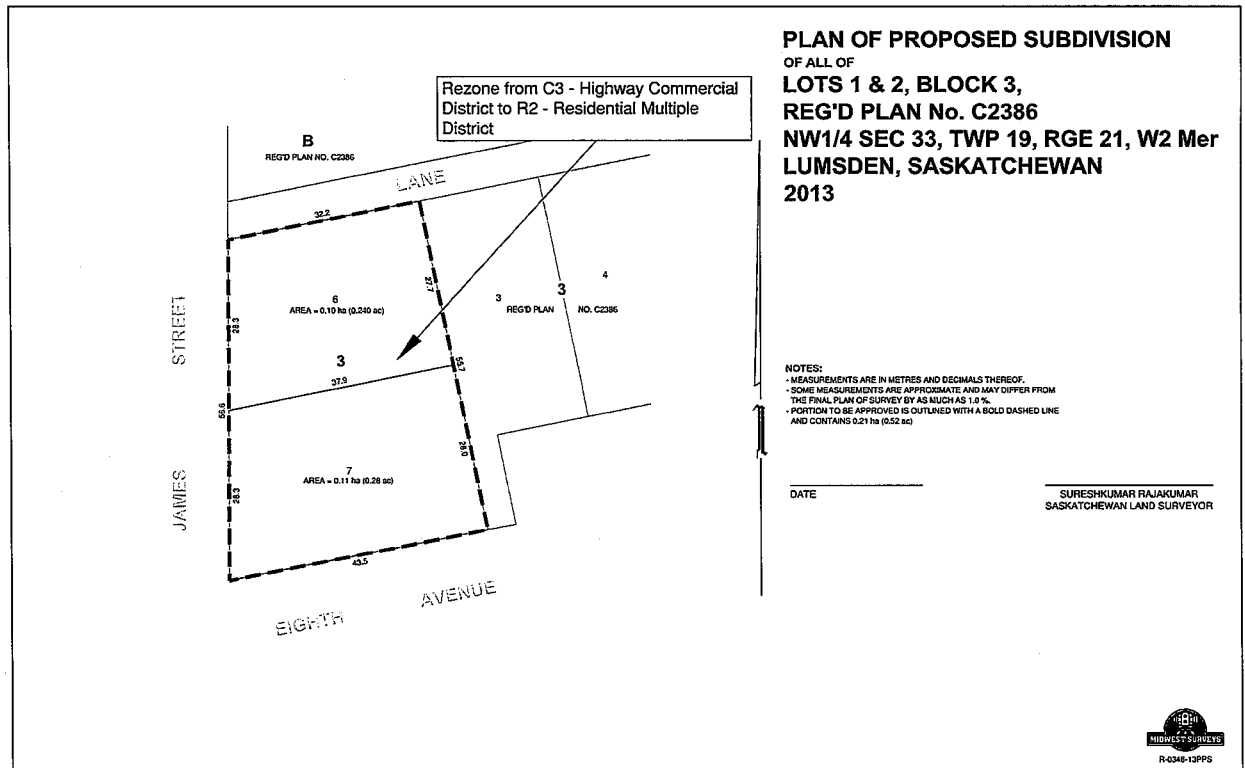 PLAN OF PROPOSED SUBDIVISION
OF ALL OF
LOTS 1 & 2, BLOCK 3,
REG'D PLAN No. C2386
NW1/4 SEC 33, TWP 19, RGE 21, W2 Mer
LUMSDEN, SASKATCHEWAN
2013
Rezone from C3 - Highway Commercial
District to R2 - Residential Multiple
District
B
REG'D PLAN NO. C2386
LANE
32.2
6
AREA = 0.10 ha (0.240 ac)
28.3
27.7
3
37.9
55.7
56.6
3
REG'D PLAN
3
4
NO. C2386
7
AREA = 0.11 ha (0.28 ac)
28.3
28.0
43.5
JAMES STREET
EIGHTH AVENUE
NOTES:
- MEASUREMENTS ARE IN METRES AND DECIMALS THEREOF.
- SOME MEASUREMENTS ARE APPROXIMATE AND MAY DIFFER FROM
THE FINAL PLAN OF SURVEY BY AS MUCH AS 1.0 %.
- PORTION TO BE APPROVED IS OUTLINED WITH A BOLD DASHED LINE
AND CONTAINS 0.21 ha (0.52 ac)
DATE
SURESHKUMAR RAJAKUMAR
SASKATCHEWAN LAND SURVEYOR
MIDWEST SURVEYS
R-0346-13PPS